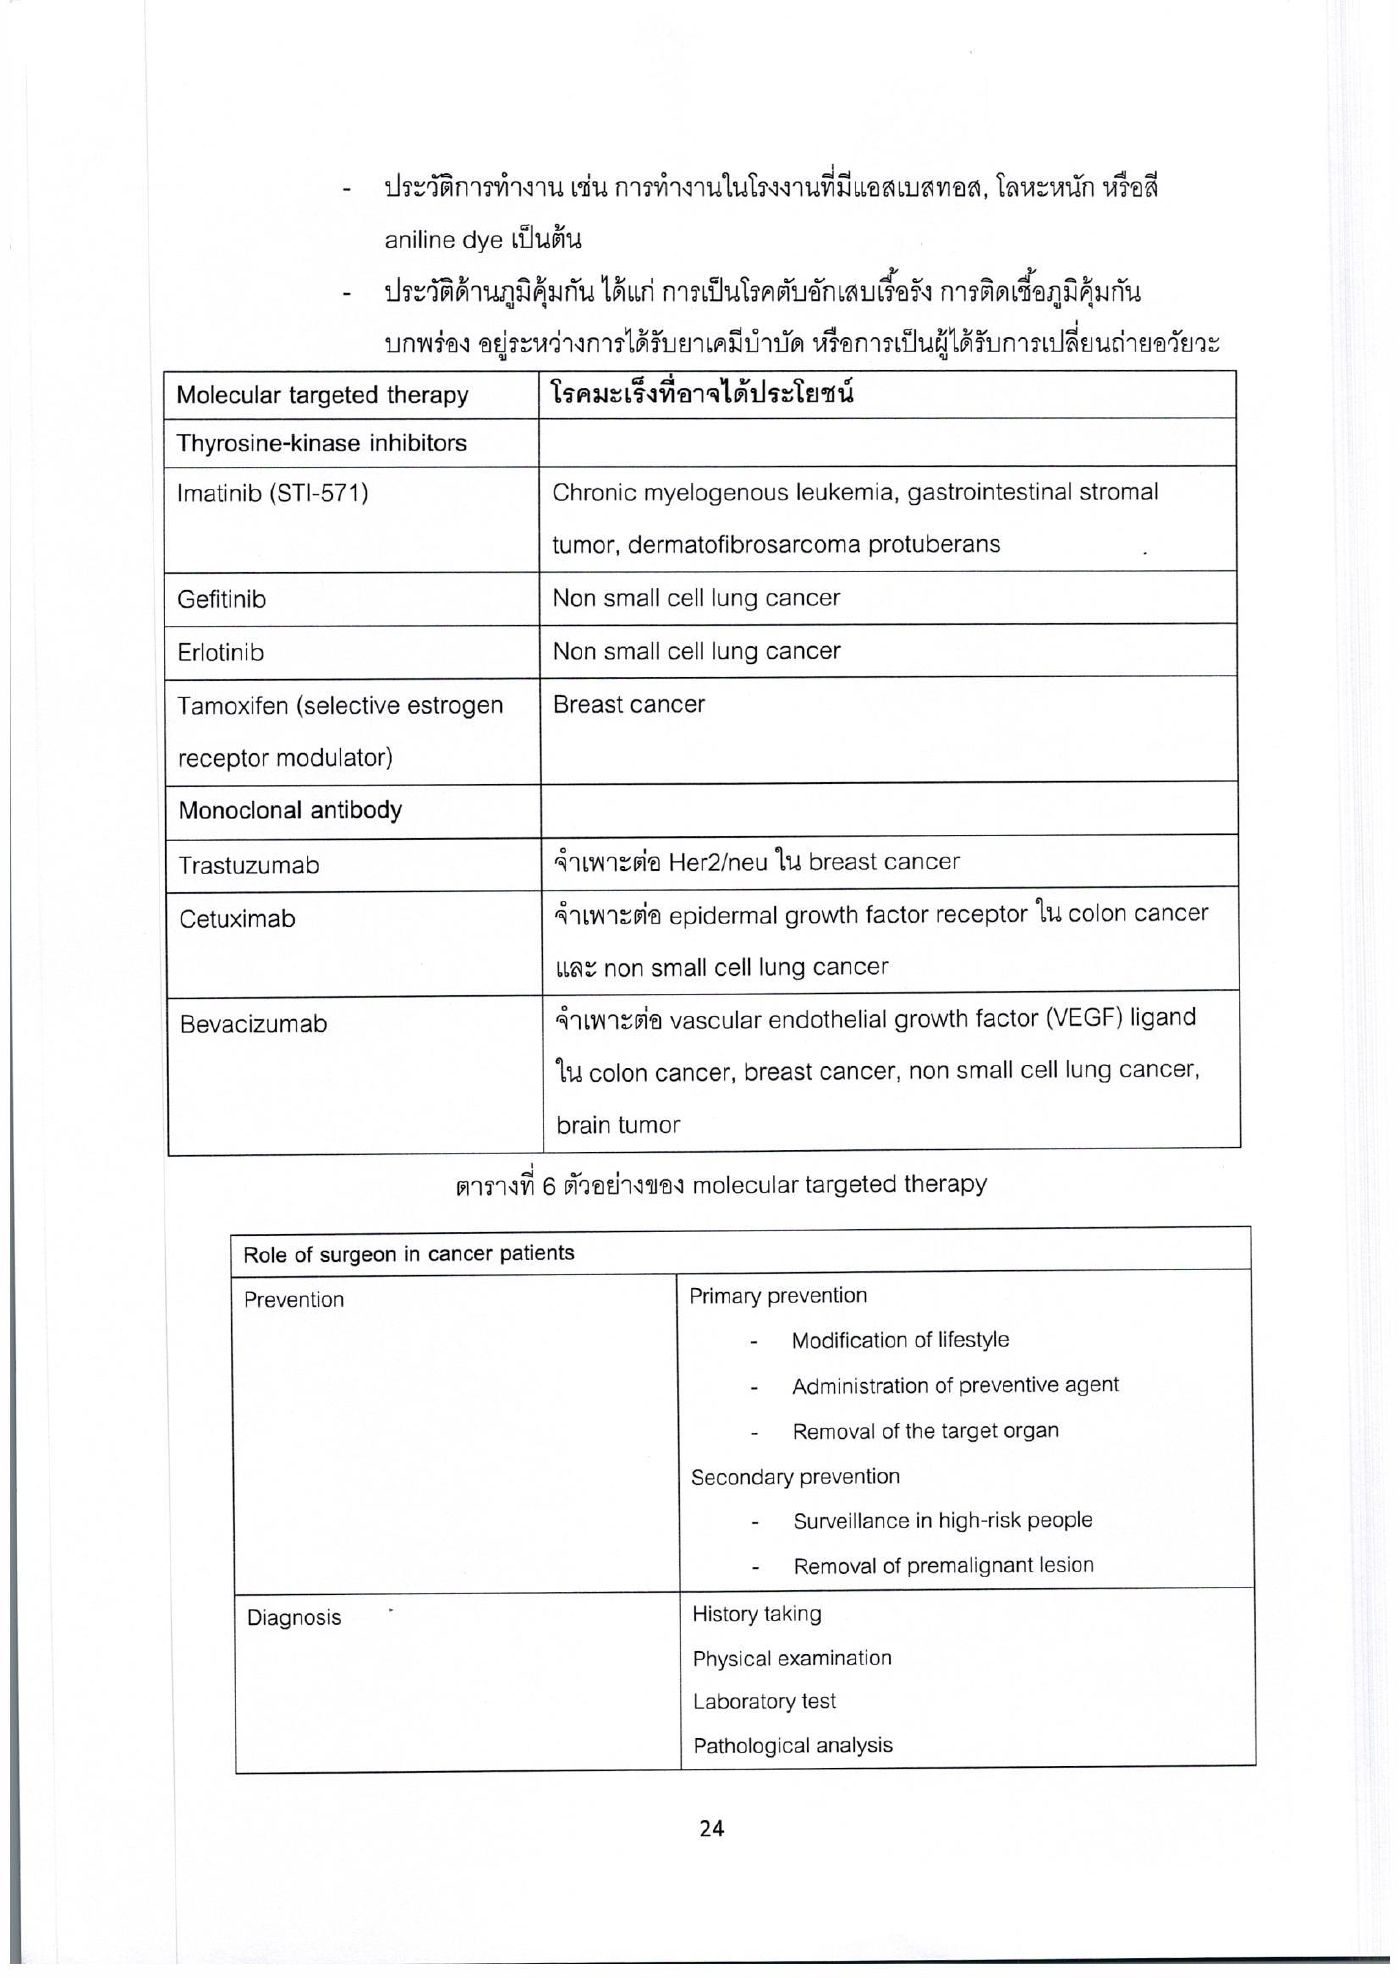 - ประวัติการทำงาน เช่น การทำงานในโรงงานที่มีแอสเบสทอส, โลหะหนัก หรือสี
aniline dye เป็นต้น
- ประวัติด้านภูมิคุ้มกัน ได้แก่ การเป็นโรคตับอักเสบเรื้อรัง การติดเชื้อภูมิคุ้มกัน
บกพร่อง อยู่ระหว่างการได้รับยาเคมีบำบัด หรือการเป็นผู้ได้รับการเปลี่ยนถ่ายอวัยวะ
Molecular targeted therapy โรคมะเร็งที่อาจได้ประโยชน์
Thyrosine-kinase inhibitors
Imatinib (STI-571) Chronic myelogenous leukemia, gastrointestinal stromal
tumor, dermatofibrosarcoma protuberans
Gefitinib Non small cell lung cancer
Erlotinib Non small cell lung cancer
Tamoxifen (selective estrogen Breast cancer
receptor modulator)
Monoclonal antibody
Trastuzumab จำเพาะต่อ Her2/neu ใน breast cancer
Cetuximab จำเพาะต่อ epidermal growth factor receptor ใน colon cancer
และ non small cell lung cancer
Bevacizumab จำเพาะต่อ vascular endothelial growth factor (VEGF) ligand
ใน colon cancer, breast cancer, non small cell lung cancer,
brain tumor
ตารางที่ 6 ตัวอย่างของ molecular targeted therapy
Role of surgeon in cancer patients
Prevention Primary prevention
- Modification of lifestyle
- Administration of preventive agent
- Removal of the target organ
Secondary prevention
- Surveillance in high-risk people
- Removal of premalignant lesion
Diagnosis History taking
Physical examination
Laboratory test
Pathological analysis
24